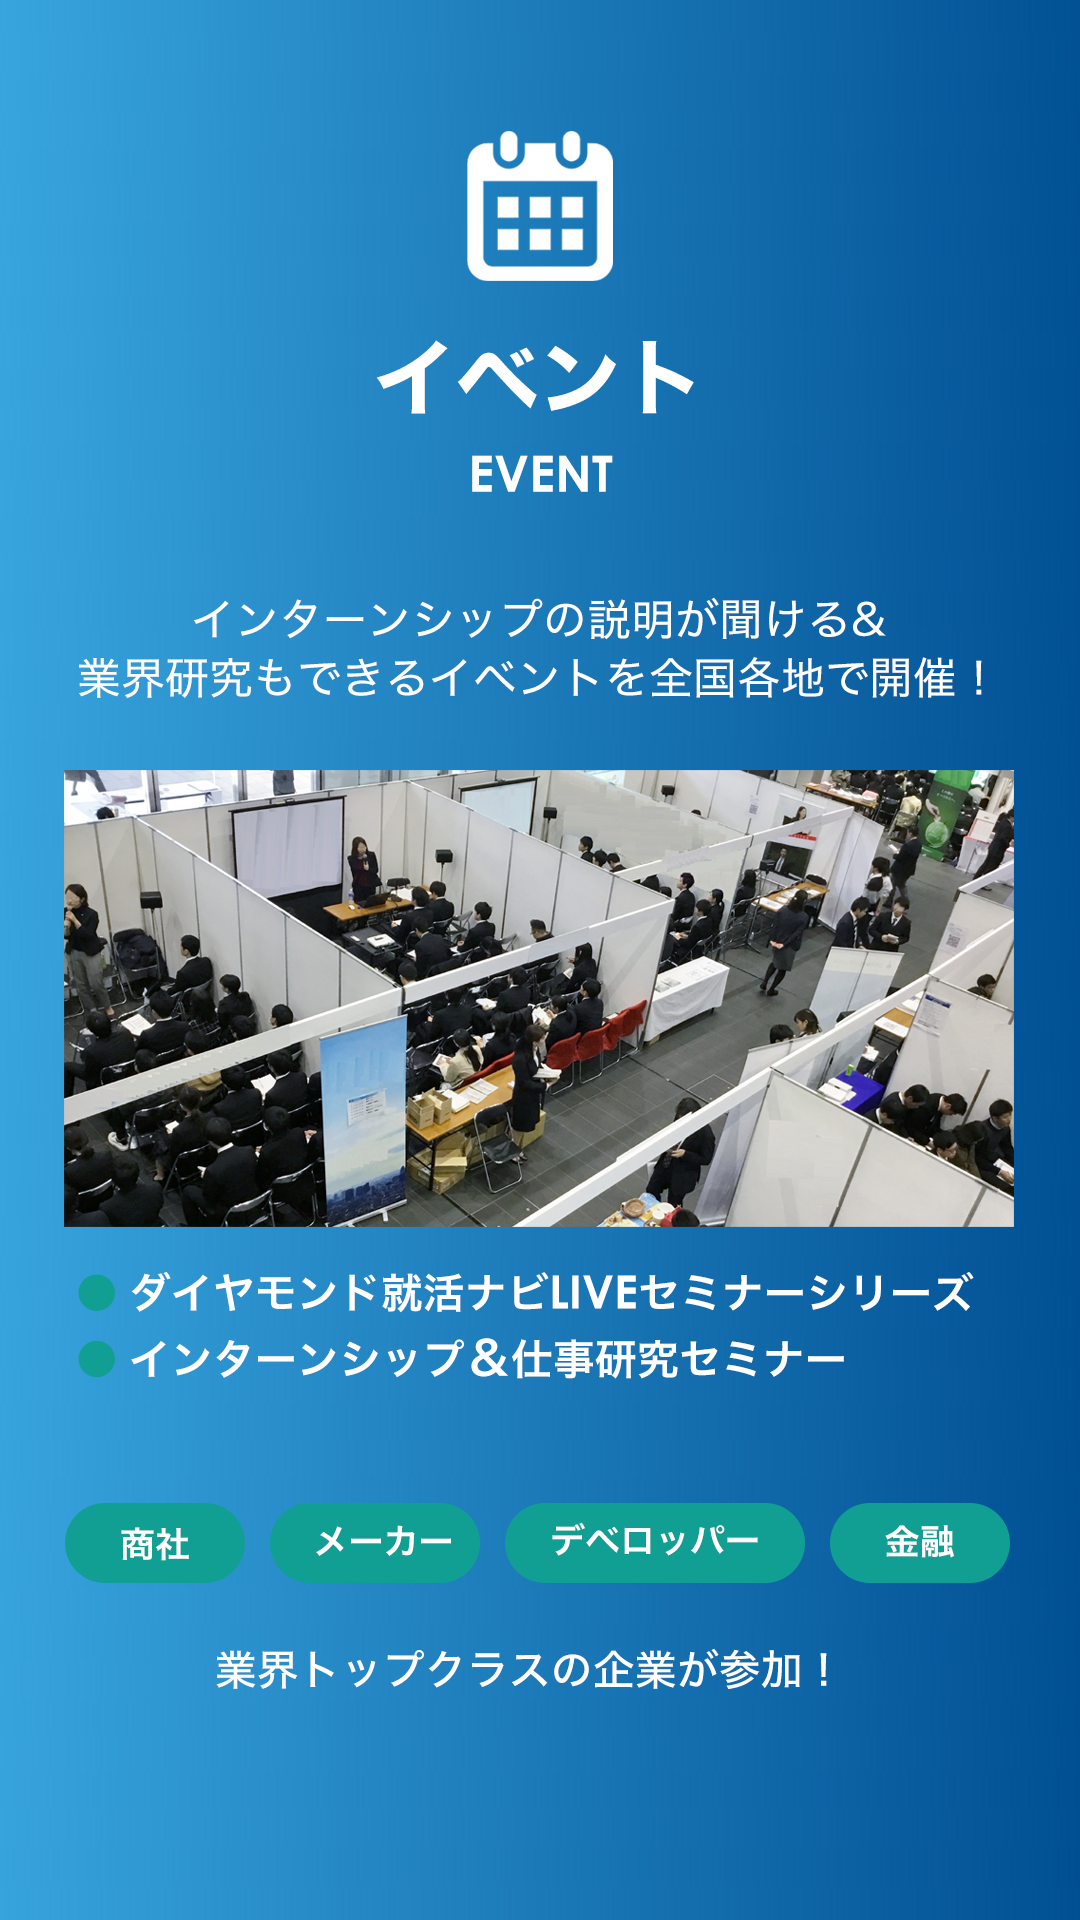 イベント
EVENT
インターンシップの説明が聞ける&
業界研究もできるイベントを全国各地で開催！
ダイヤモンド就活ナビLIVEセミナーシリーズ
インターンシップ＆仕事研究セミナー
商社
メーカー
デベロッパー
金融
業界トップクラスの企業が参加！